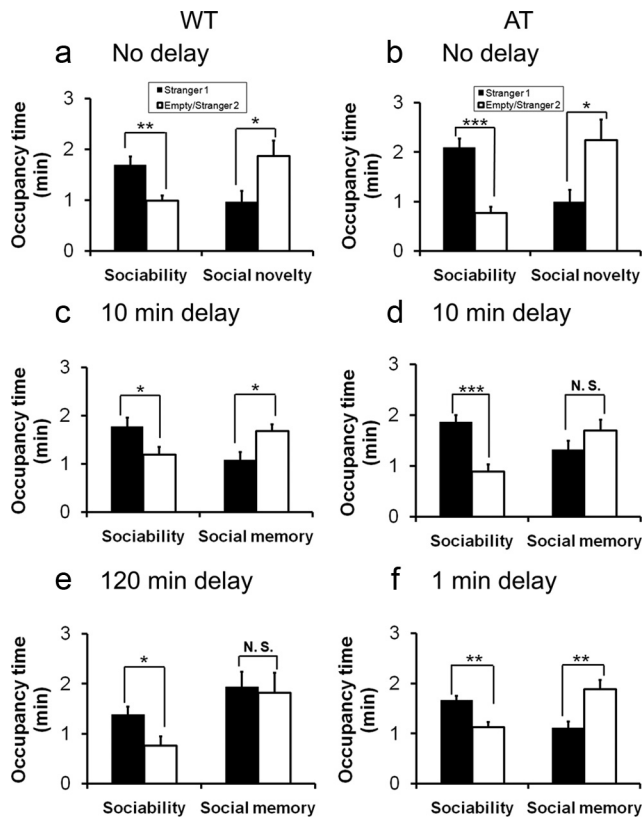 WT
AT
a No delay
b No delay
Stranger 1
Empty/Stranger 2
Stranger 1
Empty/Stranger 2
Occupancy time (min)
3
2
1
0
**
*
Sociability Social novelty
Occupancy time (min)
3
2
1
0
***
*
Sociability Social novelty
c 10 min delay
d 10 min delay
Occupancy time (min)
3
2
1
0
*
*
Sociability Social memory
Occupancy time (min)
3
2
1
0
***
N. S.
Sociability Social memory
e 120 min delay
f 1 min delay
Occupancy time (min)
3
2
1
0
*
N. S.
Sociability Social memory
Occupancy time (min)
3
2
1
0
**
**
Sociability Social memory